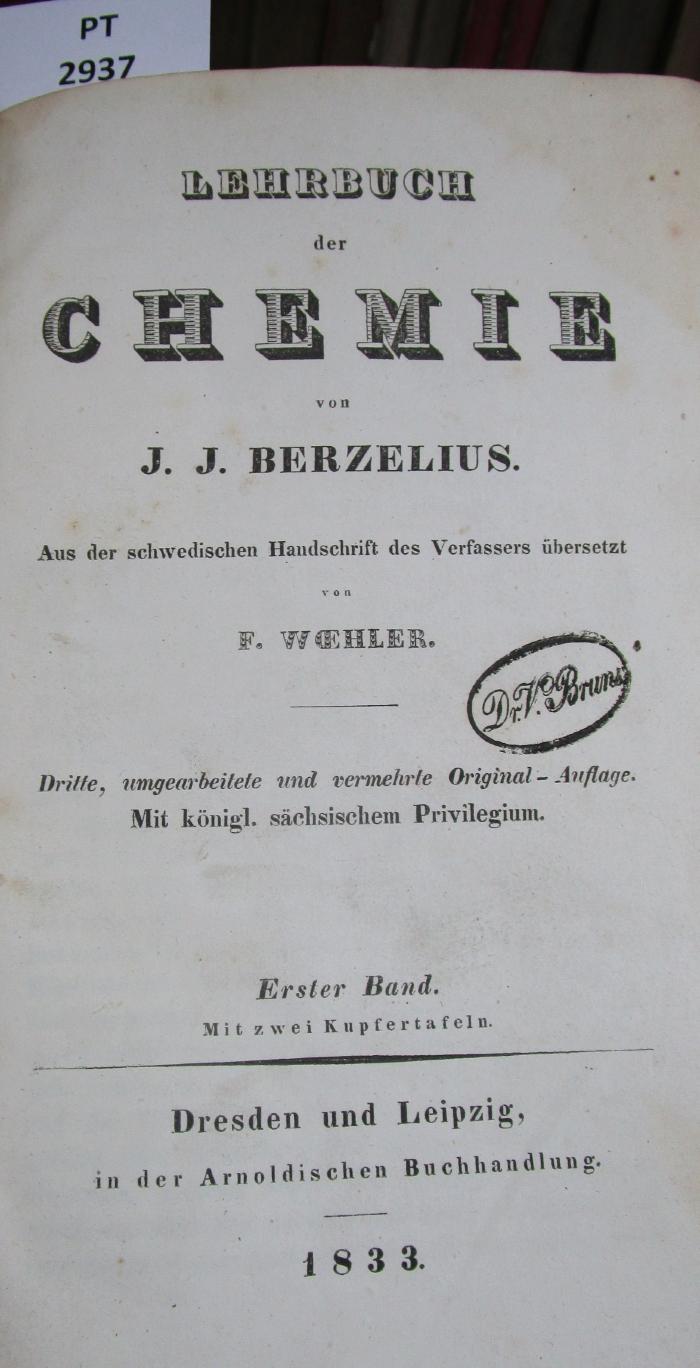 PT
2937
LEHRBUCH
der
CHEMIE
von
J. J. BERZELIUS.
Aus der schwedischen Handschrift des Verfassers übersetzt
von
F. WŒHLER.
Dr. V. Bruns
Dritte, umgearbeitete und vermehrte Original-Auflage.
Mit königl. sächsischem Privilegium.
Erster Band.
Mit zwei Kupfertafeln.
Dresden und Leipzig,
in der Arnoldischen Buchhandlung.
1833.